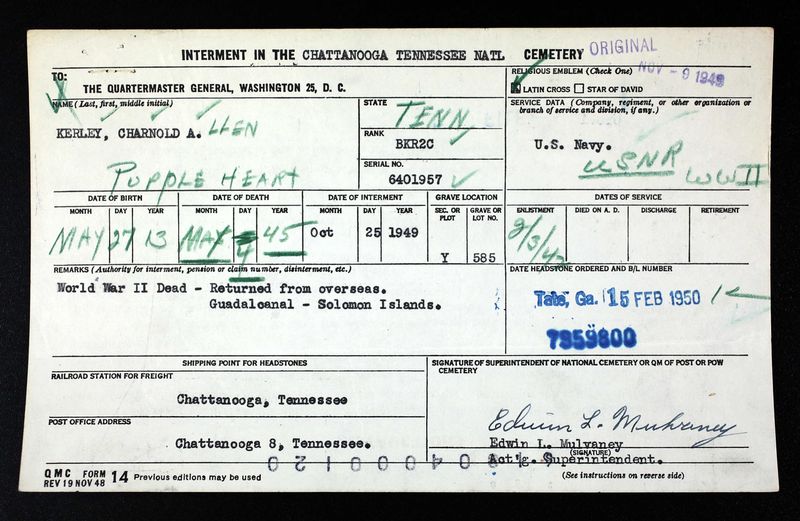 INTERMENT IN THE CHATTANOOGA TENNESSEE NATL CEMETERY
ORIGINAL
NOV - 9 1949
TO:
THE QUARTERMASTER GENERAL, WASHINGTON 25, D. C.
RELIGIOUS EMBLEM (Check One)
LATIN CROSS STAR OF DAVID
NAME (Last, first, middle initial)
KERLEY, CHARNOLD A. LLEN
PURPLE HEART
STATE
TENN
RANK
BKR2C
SERIAL NO.
6401957
SERVICE DATA (Company, regiment, or other organization or branch of service and division, if any.)
U.S. Navy.
USNR
WW II
DATE OF BIRTH DATE OF DEATH DATE OF INTERMENT GRAVE LOCATION DATES OF SERVICE
MONTH DAY YEAR MONTH DAY YEAR MONTH DAY YEAR SEC. OR PLOT GRAVE OR LOT NO. ENLISTMENT DIED ON A. D. DISCHARGE RETIREMENT
MAY 27 13 MAY 4 45 Oct 25 1949 Y 585 2/3/42
REMARKS (Authority for interment, pension or claim number, disinterment, etc.)
World War II Dead - Returned from overseas.
Guadalcanal - Solomon Islands.
DATE HEADSTONE ORDERED AND B/L NUMBER
Tate, Ga. 15 FEB 1950
7959800
SHIPPING POINT FOR HEADSTONES
RAILROAD STATION FOR FREIGHT
Chattanooga, Tennessee
POST OFFICE ADDRESS
Chattanooga 8, Tennessee.
SIGNATURE OF SUPERINTENDENT OF NATIONAL CEMETERY OR QM OF POST OR POW CEMETERY
Edwin L. Mulvaney
Edwin L. Mulvaney
(SIGNATURE)
Act'g. Superintendent.
QMC FORM 14 Previous editions may be used
REV 19 NOV 48
(See instructions on reverse side)